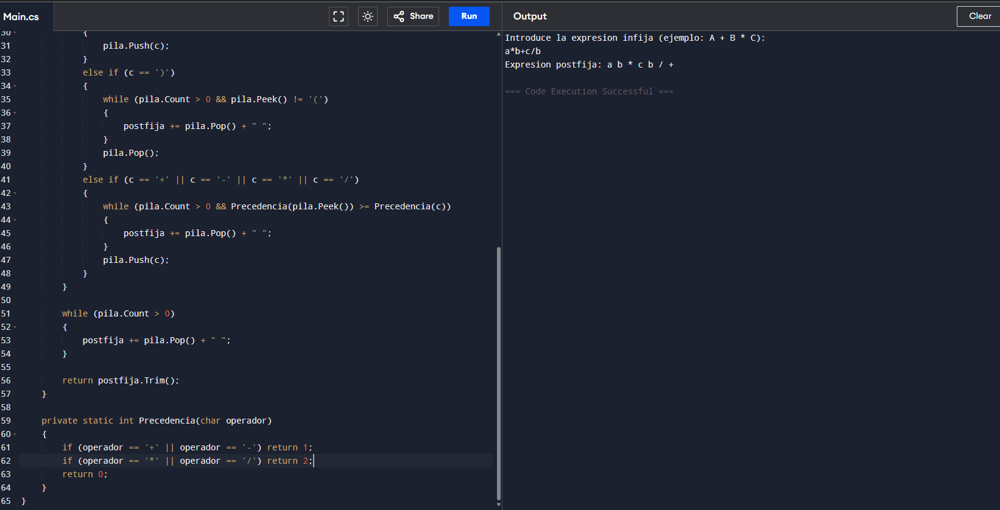 Main.cs
Share
Run
Output
Clear
30 {
31 pila.Push(c);
32 }
33 else if (c == ')')
34 {
35 while (pila.Count > 0 && pila.Peek() != '(')
36 {
37 postfija += pila.Pop() + " ";
38 }
39 pila.Pop();
40 }
41 else if (c == '+' || c == '-' || c == '*' || c == '/')
42 {
43 while (pila.Count > 0 && Precedencia(pila.Peek()) >= Precedencia(c))
44 {
45 postfija += pila.Pop() + " ";
46 }
47 pila.Push(c);
48 }
49 }
50
51 while (pila.Count > 0)
52 {
53 postfija += pila.Pop() + " ";
54 }
55
56 return postfija.Trim();
57 }
58
59 private static int Precedencia(char operador)
60 {
61 if (operador == '+' || operador == '-') return 1;
62 if (operador == '*' || operador == '/') return 2;
63 return 0;
64 }
65 }
Introduce la expresion infija (ejemplo: A + B * C):
a*b+c/b
Expresion postfija: a b * c b / +
=== Code Execution Successful ===